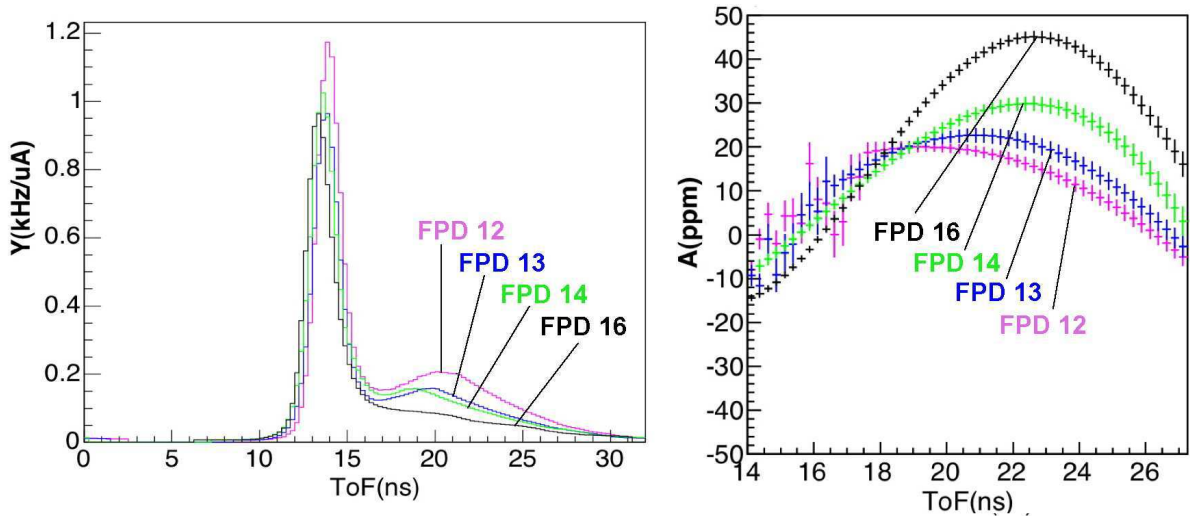 1.2
1
0.8
0.6
0.4
0.2
0
Y(kHz/uA)
FPD 12
FPD 13
FPD 14
FPD 16
0 5 10 15 20 25 30
ToF(ns)
50
40
30
20
10
0
-10
-20
-30
-40
-50
A(ppm)
FPD 16
FPD 14
FPD 13
FPD 12
14 16 18 20 22 24 26
ToF(ns)